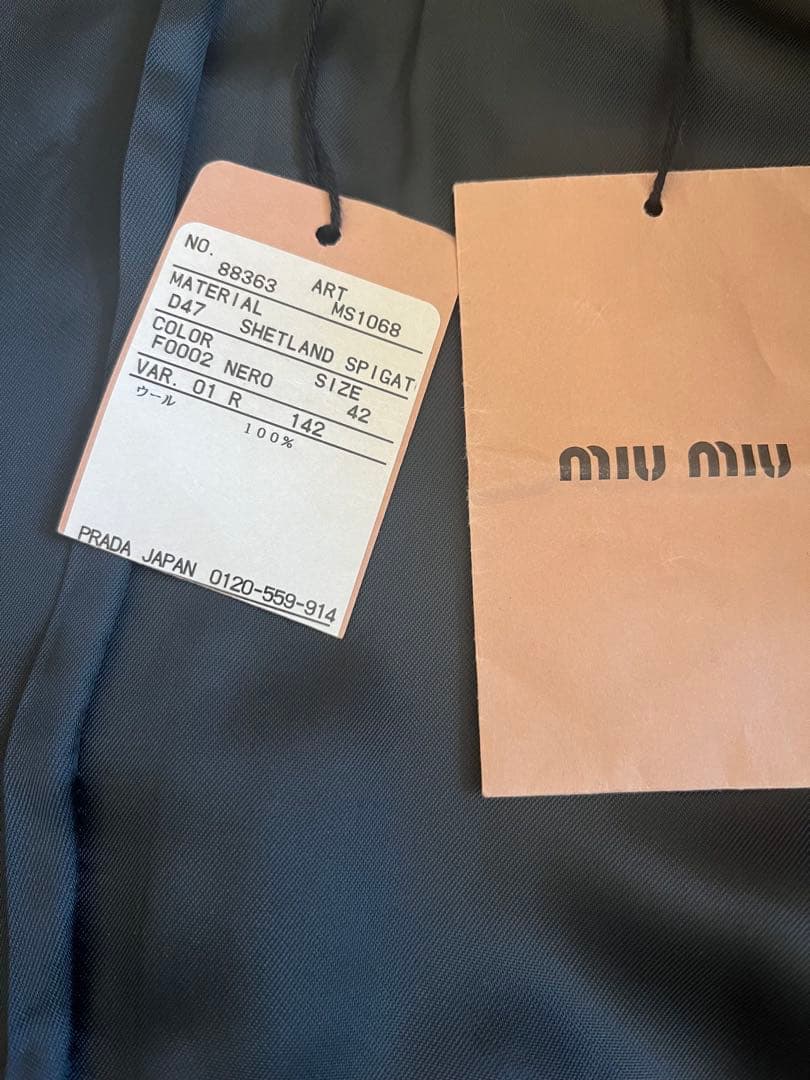 NO.
88363 ART
MATERIAL MS1068
D47 SHETLAND SPIGAT
COLOR SIZE
F0002 NERO 42
VAR. 01 R 142
ウール
100%
PRADA JAPAN 0120-559-914
miu miu